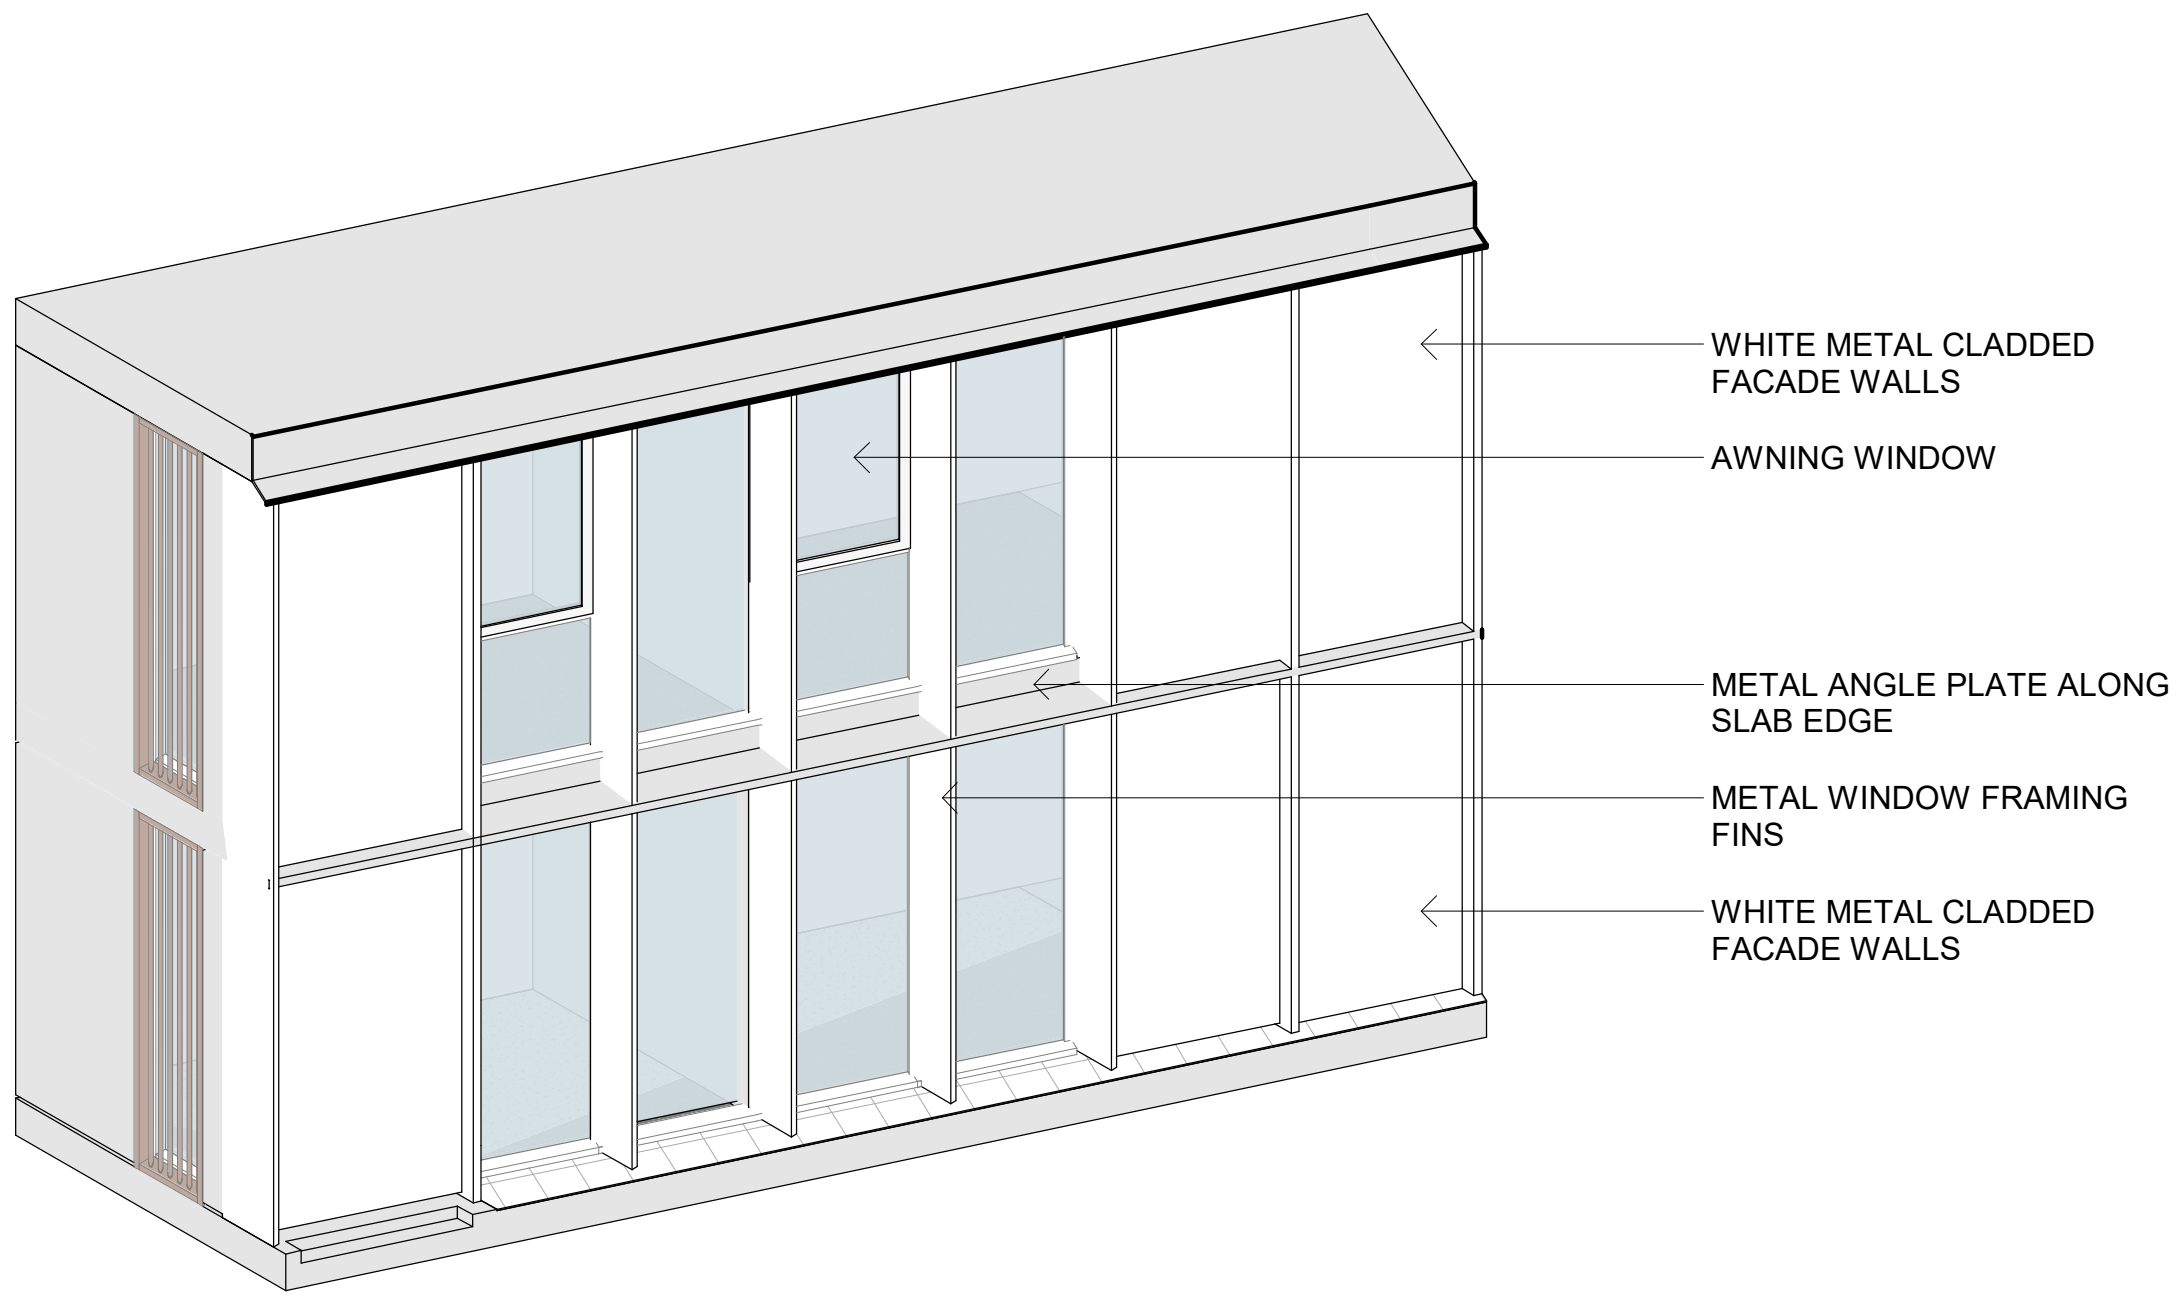 WHITE METAL CLADDED
FACADE WALLS
AWNING WINDOW
METAL ANGLE PLATE ALONG
SLAB EDGE
METAL WINDOW FRAMING
FINS
WHITE METAL CLADDED
FACADE WALLS